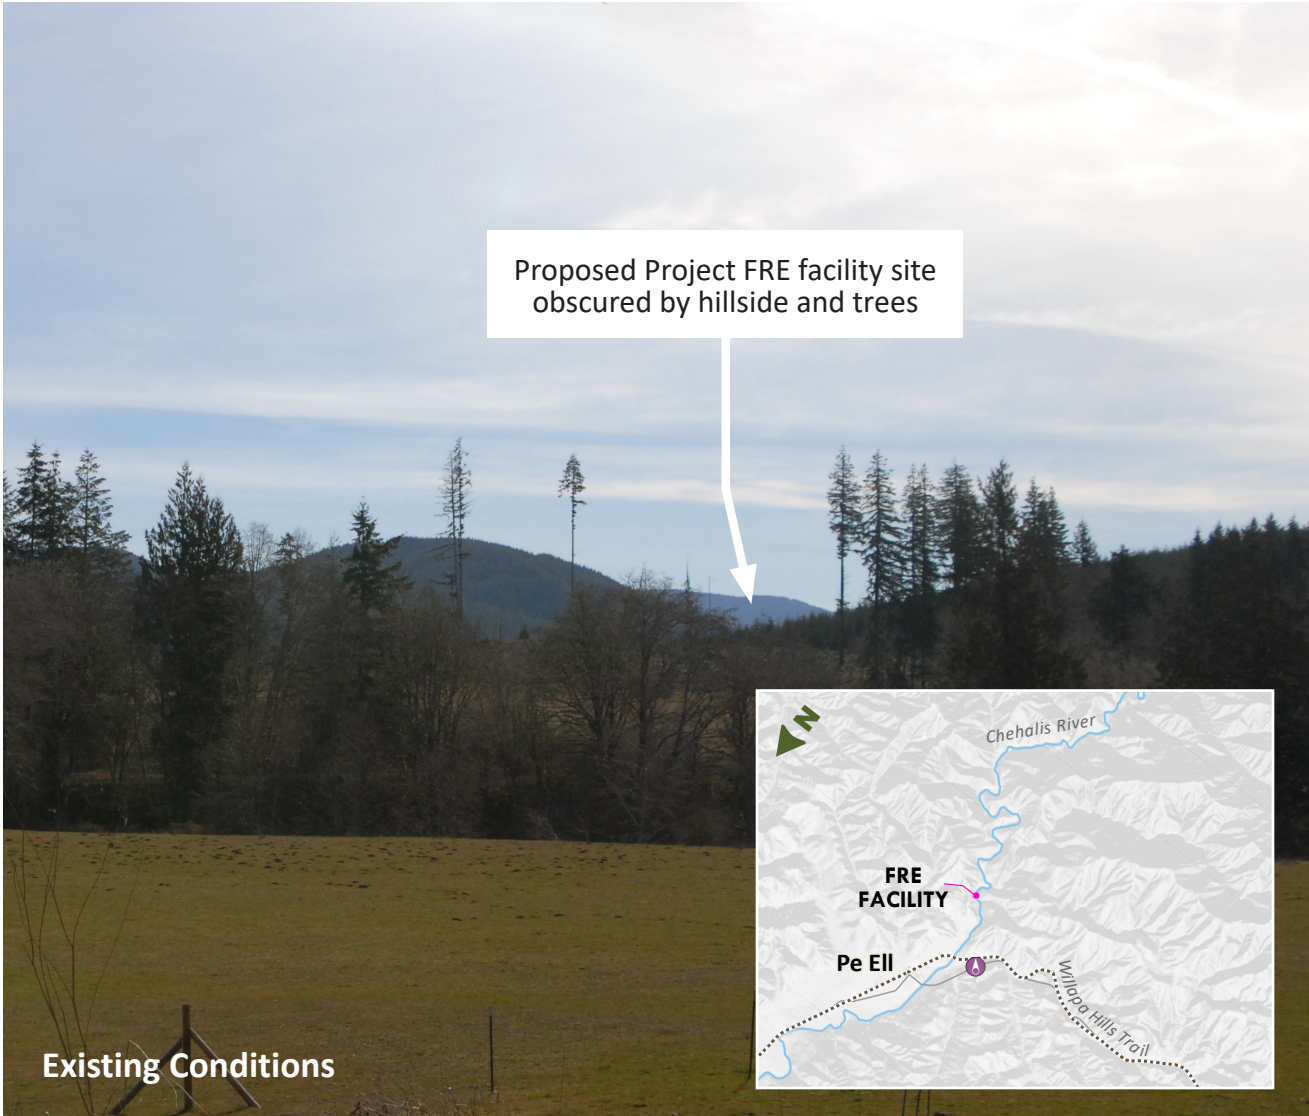 Proposed Project FRE facility site
obscured by hillside and trees
N
Chehalis River
FRE
FACILITY
Pe Ell
Willapa Hills Trail
Existing Conditions